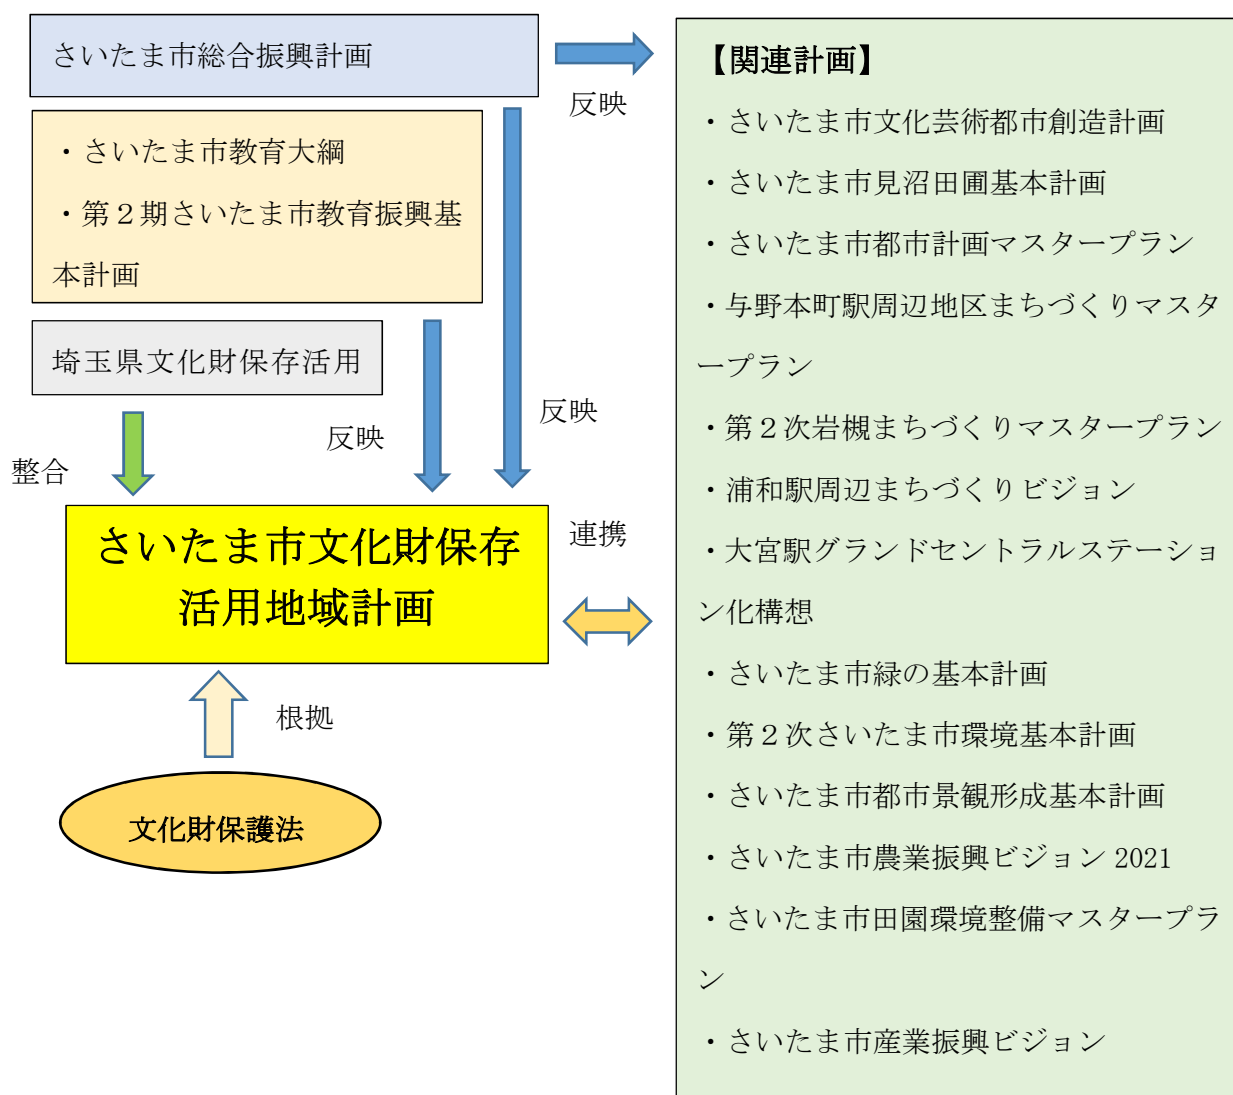 さいたま市総合振興計画
反映
・さいたま市教育大綱
・第２期さいたま市教育振興基
本計画
埼玉県文化財保存活用
整合
反映
反映
さいたま市文化財保存
活用地域計画
連携
根拠
文化財保護法
【関連計画】
・さいたま市文化芸術都市創造計画
・さいたま市見沼田圃基本計画
・さいたま市都市計画マスタープラン
・与野本町駅周辺地区まちづくりマスタ
ープラン
・第２次岩槻まちづくりマスタープラン
・浦和駅周辺まちづくりビジョン
・大宮駅グランドセントラルステーショ
ン化構想
・さいたま市緑の基本計画
・第２次さいたま市環境基本計画
・さいたま市都市景観形成基本計画
・さいたま市農業振興ビジョン 2021
・さいたま市田園環境整備マスタープラ
ン
・さいたま市産業振興ビジョン